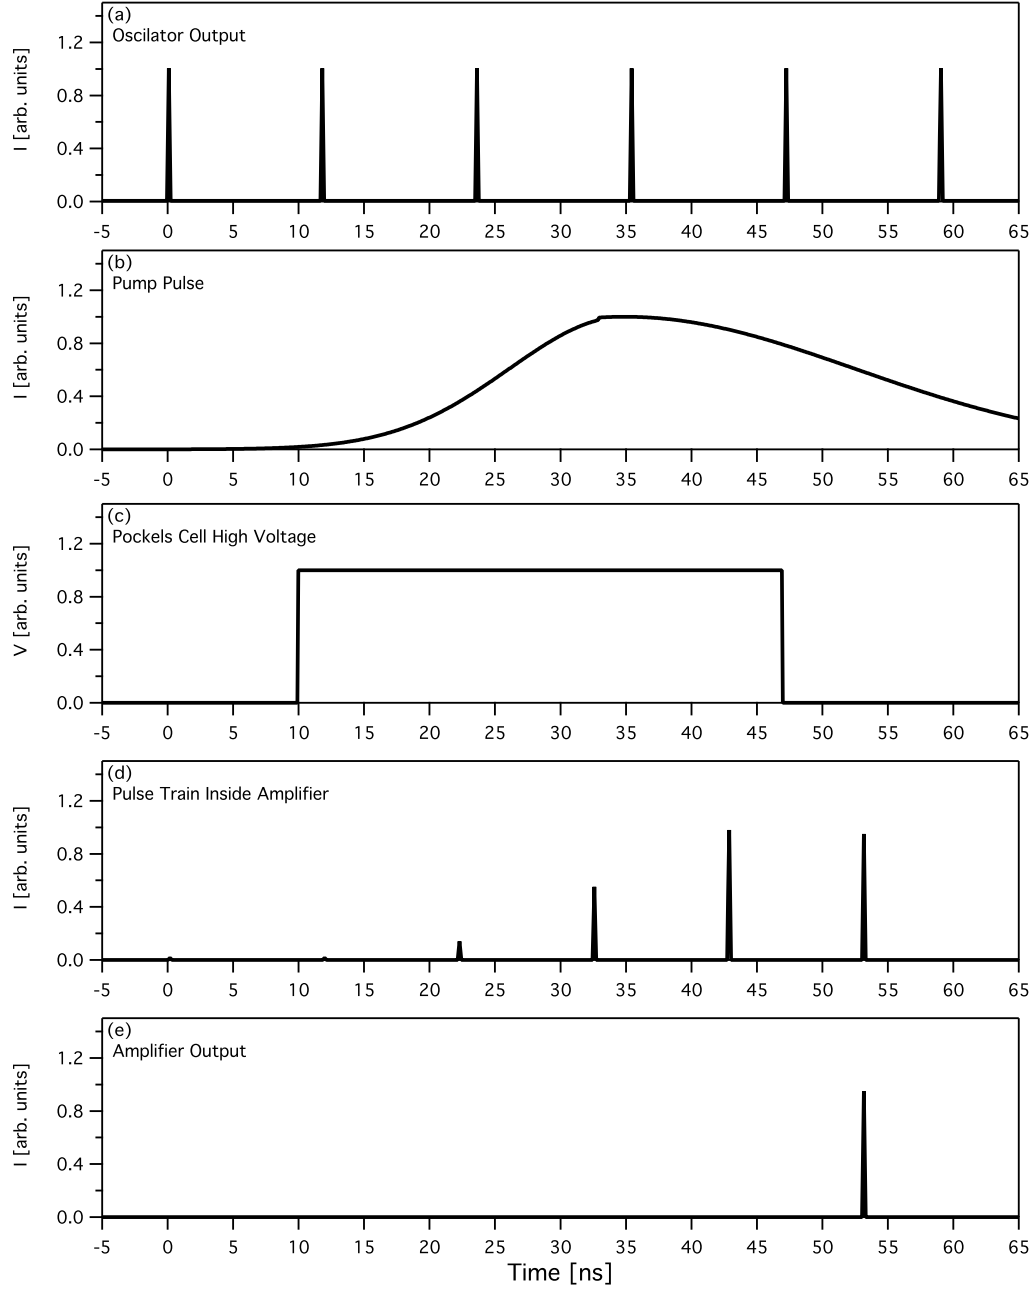 (a)
Oscilator Output
I [arb. units]
1.2
0.8
0.4
0.0
-5 0 5 10 15 20 25 30 35 40 45 50 55 60 65
(b)
Pump Pulse
I [arb. units]
1.2
0.8
0.4
0.0
-5 0 5 10 15 20 25 30 35 40 45 50 55 60 65
(c)
Pockels Cell High Voltage
V [arb. units]
1.2
0.8
0.4
0.0
-5 0 5 10 15 20 25 30 35 40 45 50 55 60 65
(d)
Pulse Train Inside Amplifier
I [arb. units]
1.2
0.8
0.4
0.0
-5 0 5 10 15 20 25 30 35 40 45 50 55 60 65
(e)
Amplifier Output
I [arb. units]
1.2
0.8
0.4
0.0
-5 0 5 10 15 20 25 30 35 40 45 50 55 60 65
Time [ns]